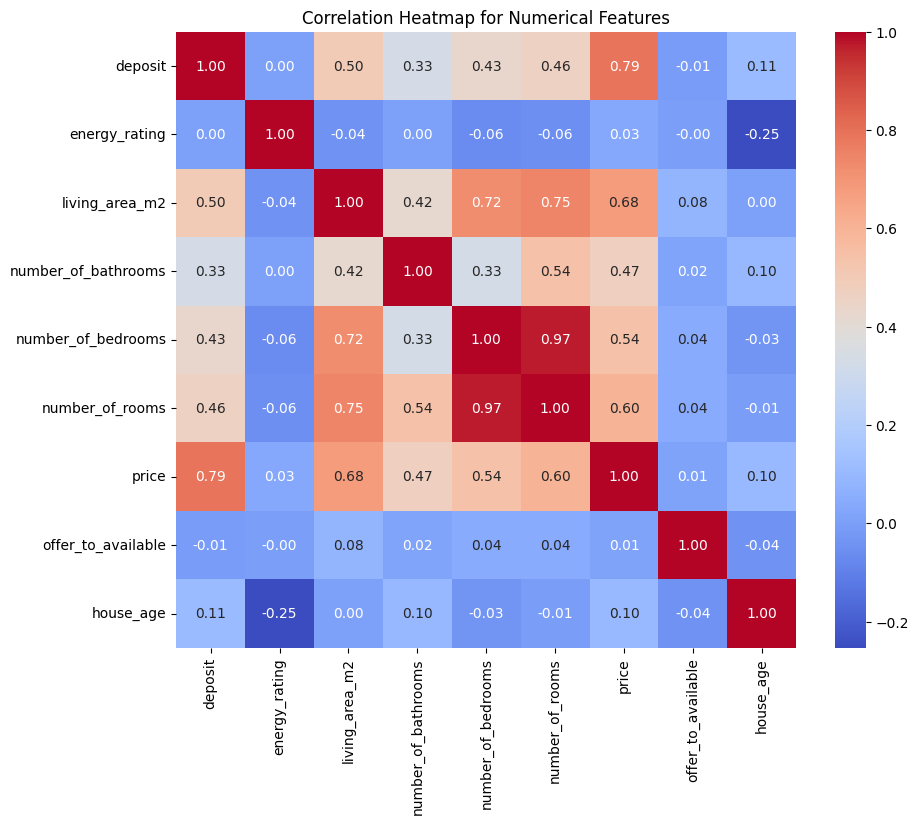 Correlation Heatmap for Numerical Features
deposit 1.00 0.00 0.50 0.33 0.43 0.46 0.79 -0.01 0.11
energy_rating 0.00 1.00 -0.04 0.00 -0.06 -0.06 0.03 -0.00 -0.25
living_area_m2 0.50 -0.04 1.00 0.42 0.72 0.75 0.68 0.08 0.00
number_of_bathrooms 0.33 0.00 0.42 1.00 0.33 0.54 0.47 0.02 0.10
number_of_bedrooms 0.43 -0.06 0.72 0.33 1.00 0.97 0.54 0.04 -0.03
number_of_rooms 0.46 -0.06 0.75 0.54 0.97 1.00 0.60 0.04 -0.01
price 0.79 0.03 0.68 0.47 0.54 0.60 1.00 0.01 0.10
offer_to_available -0.01 -0.00 0.08 0.02 0.04 0.04 0.01 1.00 -0.04
house_age 0.11 -0.25 0.00 0.10 -0.03 -0.01 0.10 -0.04 1.00
deposit
energy_rating
living_area_m2
number_of_bathrooms
number_of_bedrooms
number_of_rooms
price
offer_to_available
house_age
1.0
0.8
0.6
0.4
0.2
0.0
−0.2